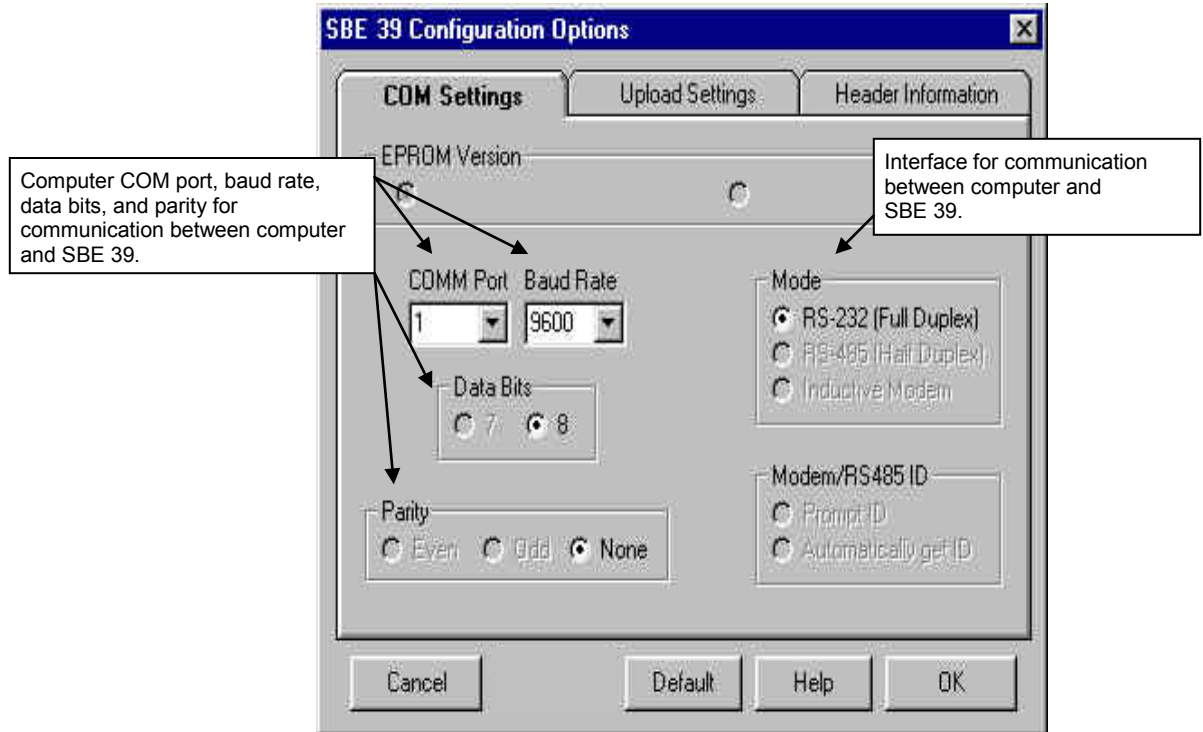 SBE 39 Configuration Options
COM Settings
Upload Settings
Header Information
EPROM Version
Computer COM port, baud rate,
data bits, and parity for
communication between computer
and SBE 39.
Interface for communication
between computer and
SBE 39.
COMM Port
Baud Rate
1
9600
Mode
RS-232 (Full Duplex)
RS-485 (Half Duplex)
Inductive Modem
Data Bits
7
8
Modem/RS485 ID
Prompt ID
Automatically get ID
Parity
Even
Odd
None
Cancel
Default
Help
OK